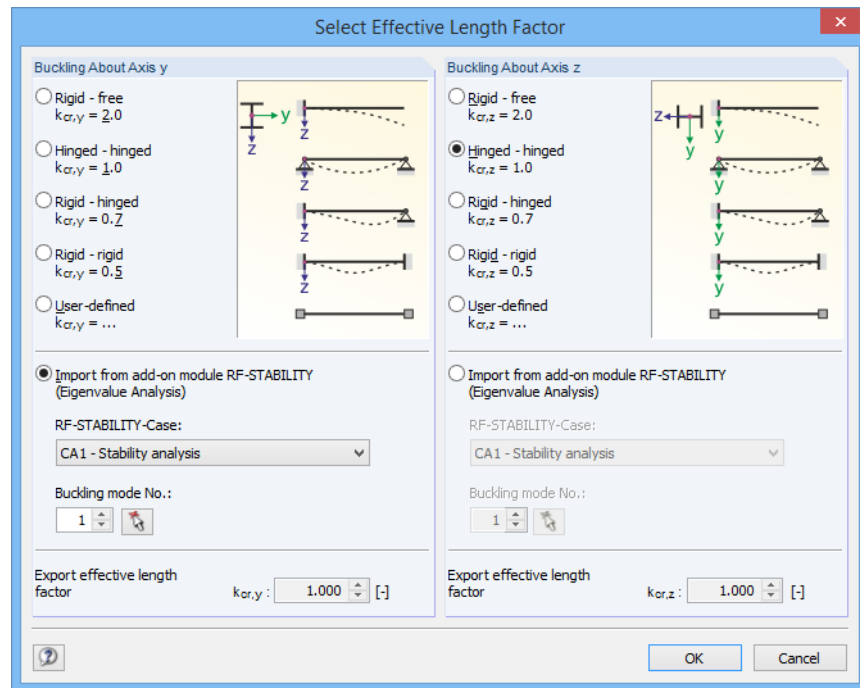 Select Effective Length Factor
×
Buckling About Axis y
Rigid - free
kcr,y = 2.0
Hinged - hinged
kcr,y = 1.0
Rigid - hinged
kcr,y = 0.7
Rigid - rigid
kcr,y = 0.5
User-defined
kcr,y = ...
y
z
z
z
z
z
Import from add-on module RF-STABILITY
(Eigenvalue Analysis)
RF-STABILITY-Case:
CA1 - Stability analysis
Buckling mode No.:
1
Export effective length
factor
kcr,y : 1.000 [-]
Buckling About Axis z
Rigid - free
kcr,z = 2.0
Hinged - hinged
kcr,z = 1.0
Rigid - hinged
kcr,z = 0.7
Rigid - rigid
kcr,z = 0.5
User-defined
kcr,z = ...
z
y
y
y
y
y
Import from add-on module RF-STABILITY
(Eigenvalue Analysis)
RF-STABILITY-Case:
CA1 - Stability analysis
Buckling mode No.:
1
Export effective length
factor
kcr,z : 1.000 [-]
?
OK
Cancel